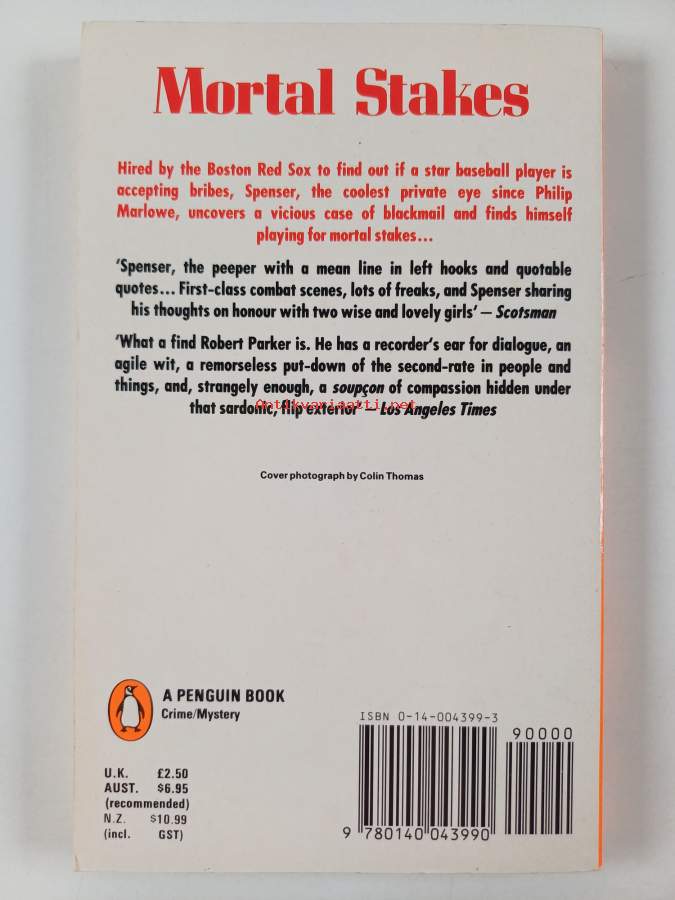 Mortal Stakes
Hired by the Boston Red Sox to find out if a star baseball player is
accepting bribes, Spenser, the coolest private eye since Philip
Marlowe, uncovers a vicious case of blackmail and finds himself
playing for mortal stakes...
‘Spenser, the peeper with a mean line in left hooks and quotable
quotes... First-class combat scenes, lots of freaks, and Spenser sharing
his thoughts on honour with two wise and lovely girls’ – Scotsman
‘What a find Robert Parker is. He has a recorder’s ear for dialogue, an
agile wit, a remorseless put-down of the second-rate in people and
things, and, strangely enough, a soupçon of compassion hidden under
that sardonic, flip exterior’ – Los Angeles Times
Antikvariaatti.net
Cover photograph by Colin Thomas
A PENGUIN BOOK
Crime/Mystery
ISBN 0-14-004399-3
90000
U.K. £2.50
AUST. $6.95
(recommended)
N.Z. $10.99
(incl. GST)
9 780140 043990